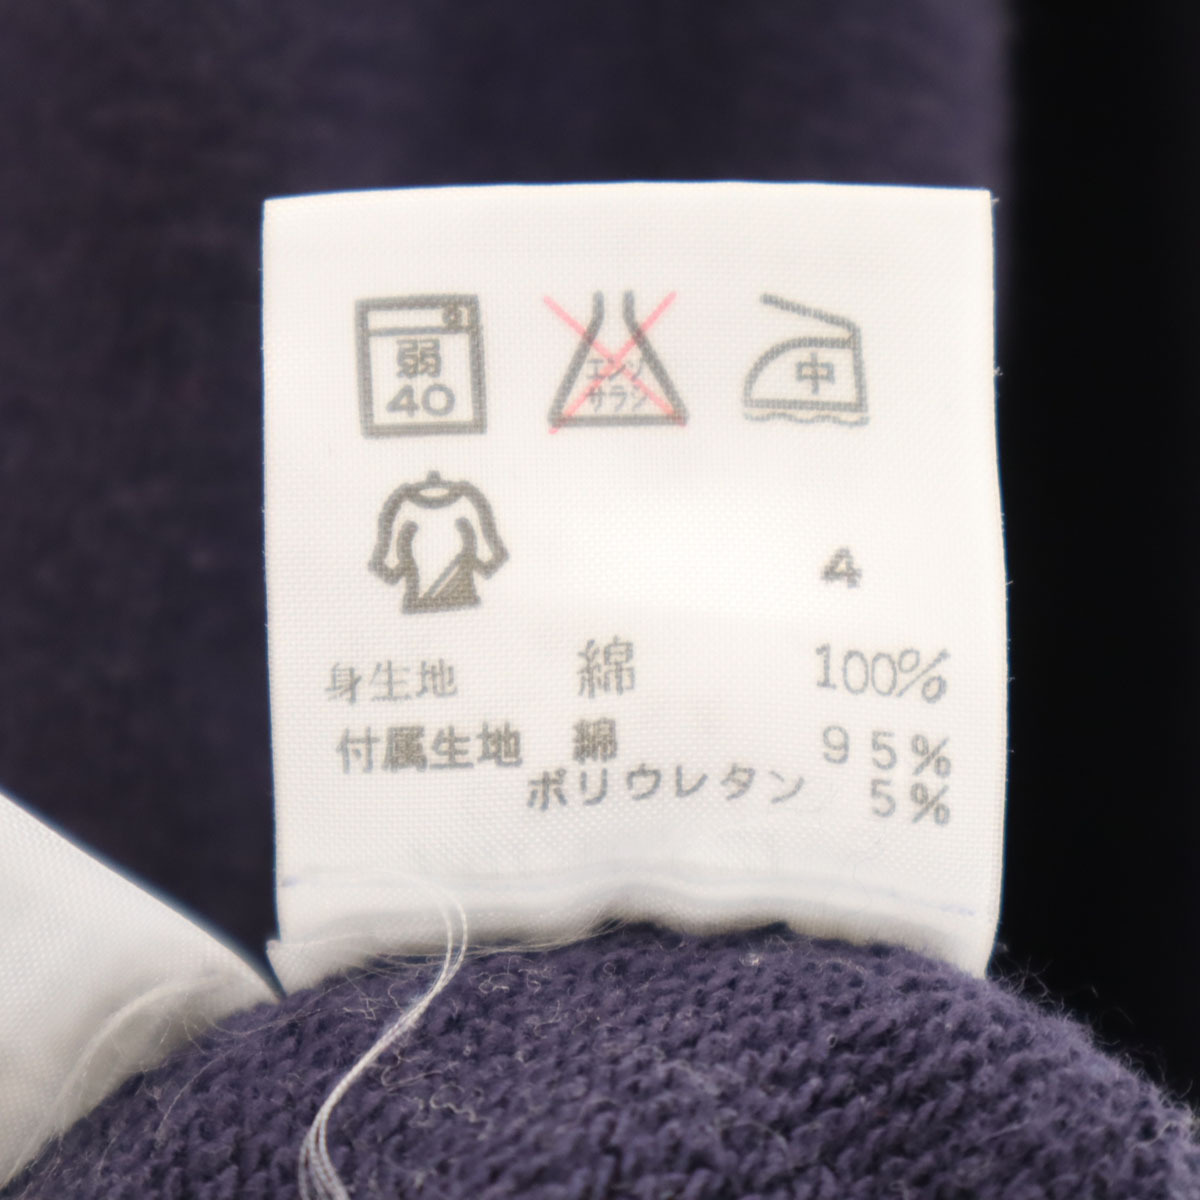 弱
40
エンソ
サラシ
中
4
身生地 綿 100%
付属生地 綿 95%
ポリウレタン 5%